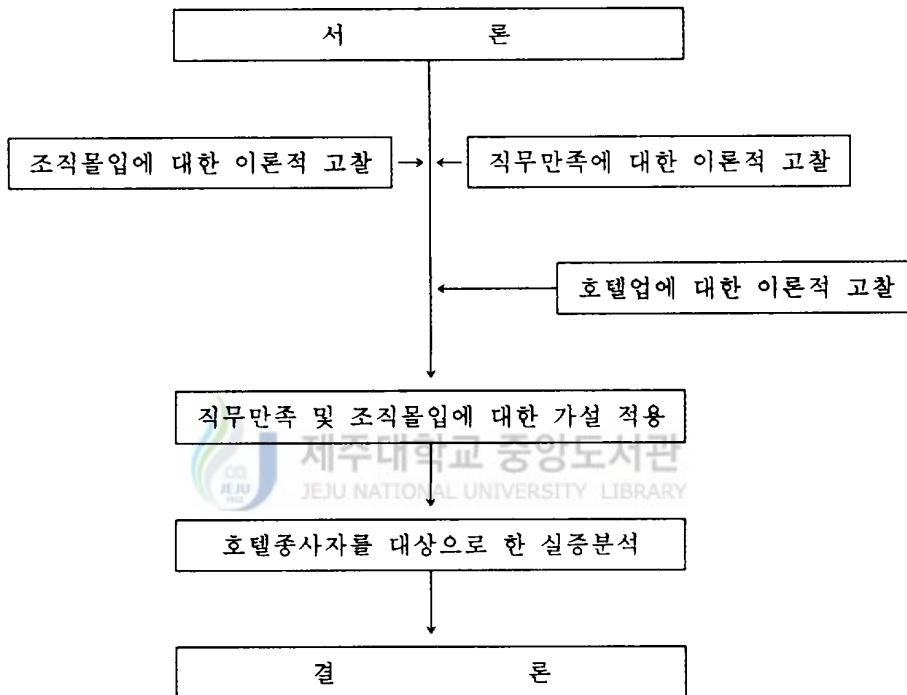 서 론
조직몰입에 대한 이론적 고찰
직무만족에 대한 이론적 고찰
호텔업에 대한 이론적 고찰
직무만족 및 조직몰입에 대한 가설 적용
제주대학교 중앙도서관
JEJU NATIONAL UNIVERSITY LIBRARY
JEJU
1952
호텔종사자를 대상으로 한 실증분석
결 론